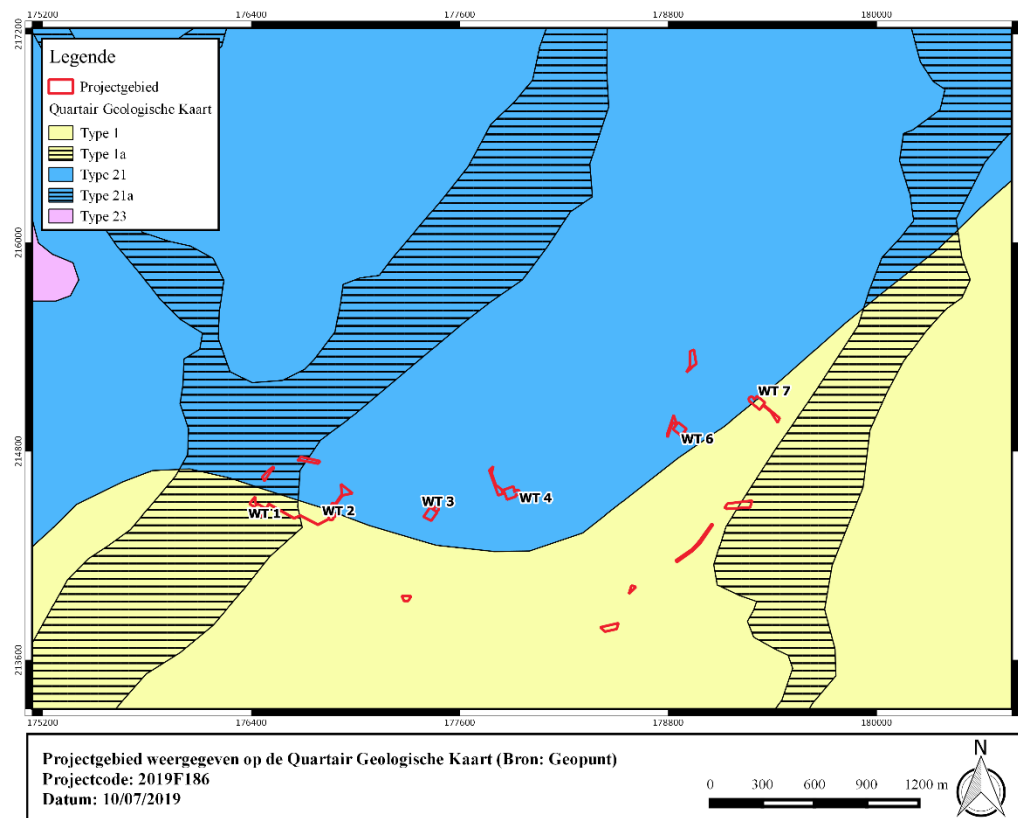 175200 176400 177600 178800 180000
217200
Legende
Projectgebied
Quartair Geologische Kaart
Type 1
Type 1a
Type 21
Type 21a
Type 23
216000
216000
WT 7
WT 6
214800
214800
WT 4
WT 3
WT 2
WT 1
213600
213600
175200 176400 177600 178800 180000
Projectgebied weergegeven op de Quartair Geologische Kaart (Bron: Geopunt)
Projectcode: 2019F186
Datum: 10/07/2019
0 300 600 900 1200 m
N